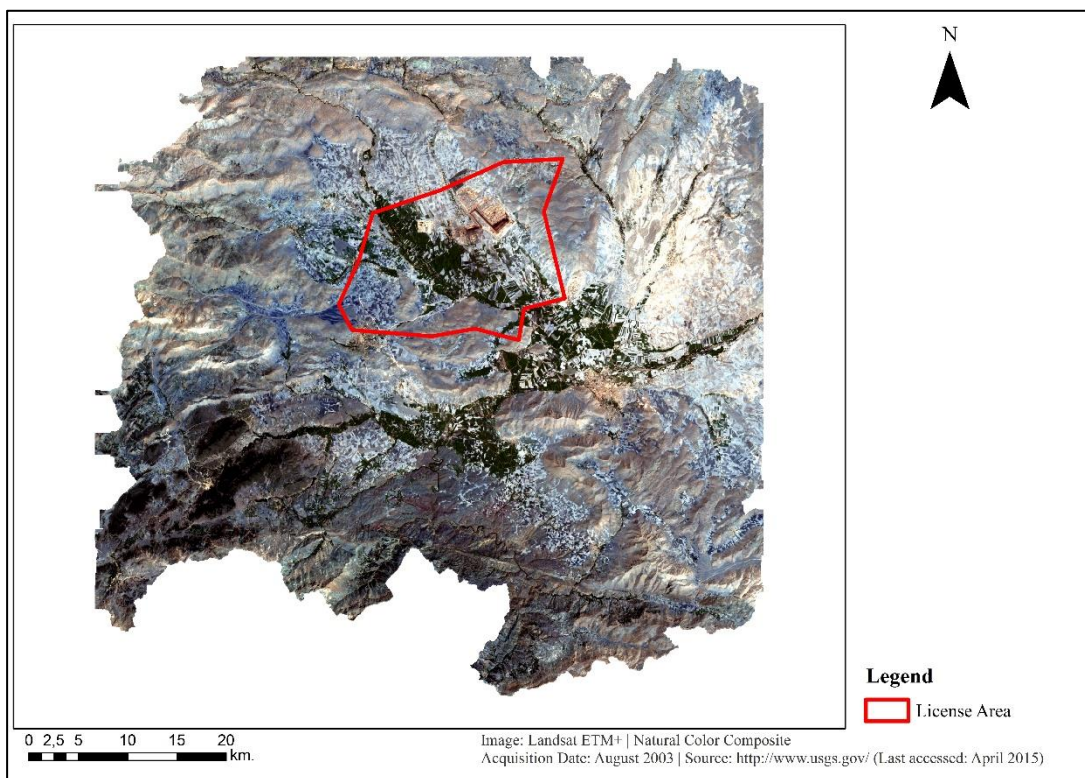 N
Legend
License Area
0 2,5 5 10 15 20
km.
Image: Landsat ETM+ | Natural Color Composite
Acquisition Date: August 2003 | Source: http://www.usgs.gov/ (Last accessed: April 2015)